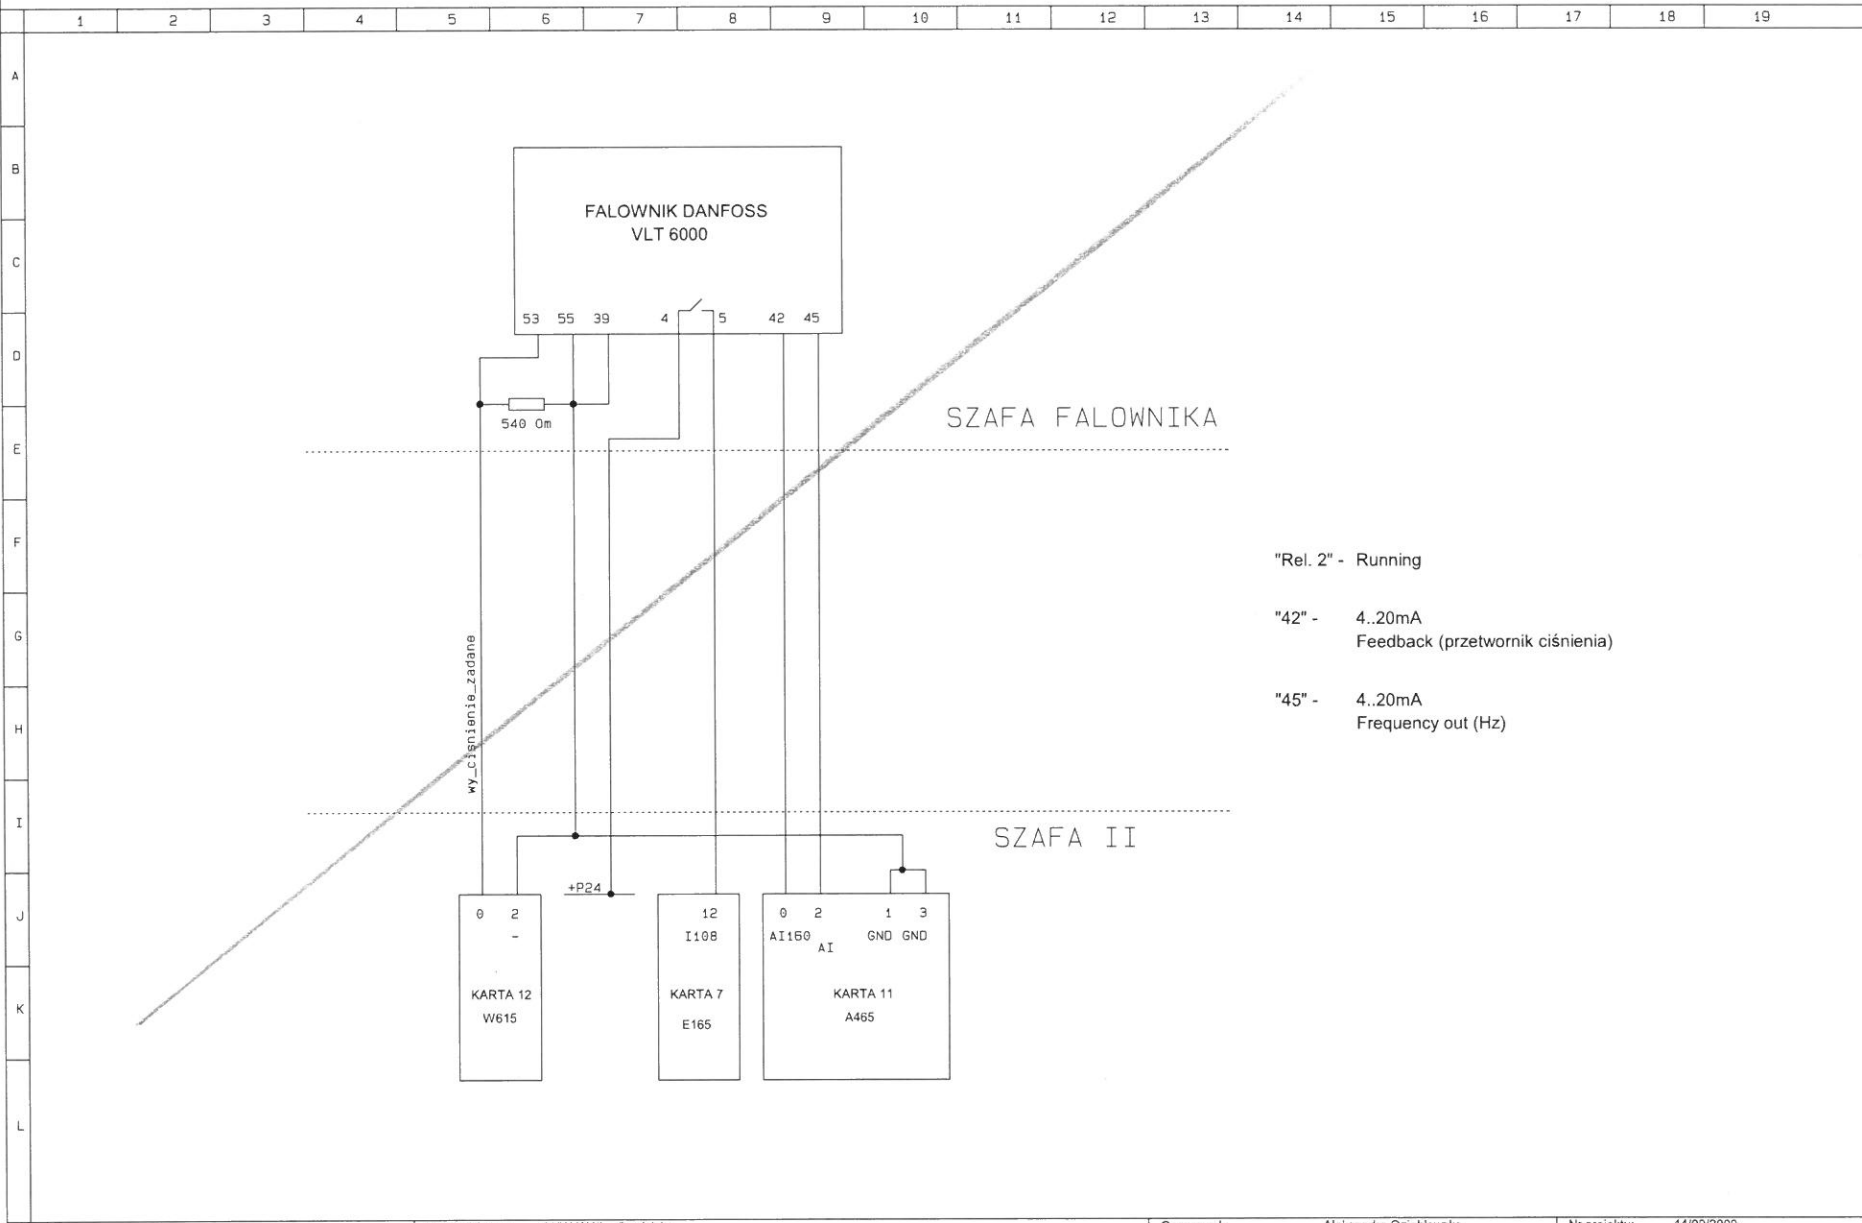 1 2 3 4 5 6 7 8 9 10 11 12 13 14 15 16 17 18 19
A
B
C
D
E
F
G
H
I
J
K
L
FALOWNIK DANFOSS
VLT 6000
53 55 39 4 5 42 45
540 Om
SZAFA FALOWNIKA
"Rel. 2" - Running
"42" - 4..20mA
Feedback (przetwornik ciśnienia)
"45" - 4..20mA
Frequency out (Hz)
wy_ciśnienie_zadane
SZAFA II
+P24
0 2
-
KARTA 12
W615
12
I108
KARTA 7
E165
0 2 1 3
AI160 AI GND GND
KARTA 11
A465